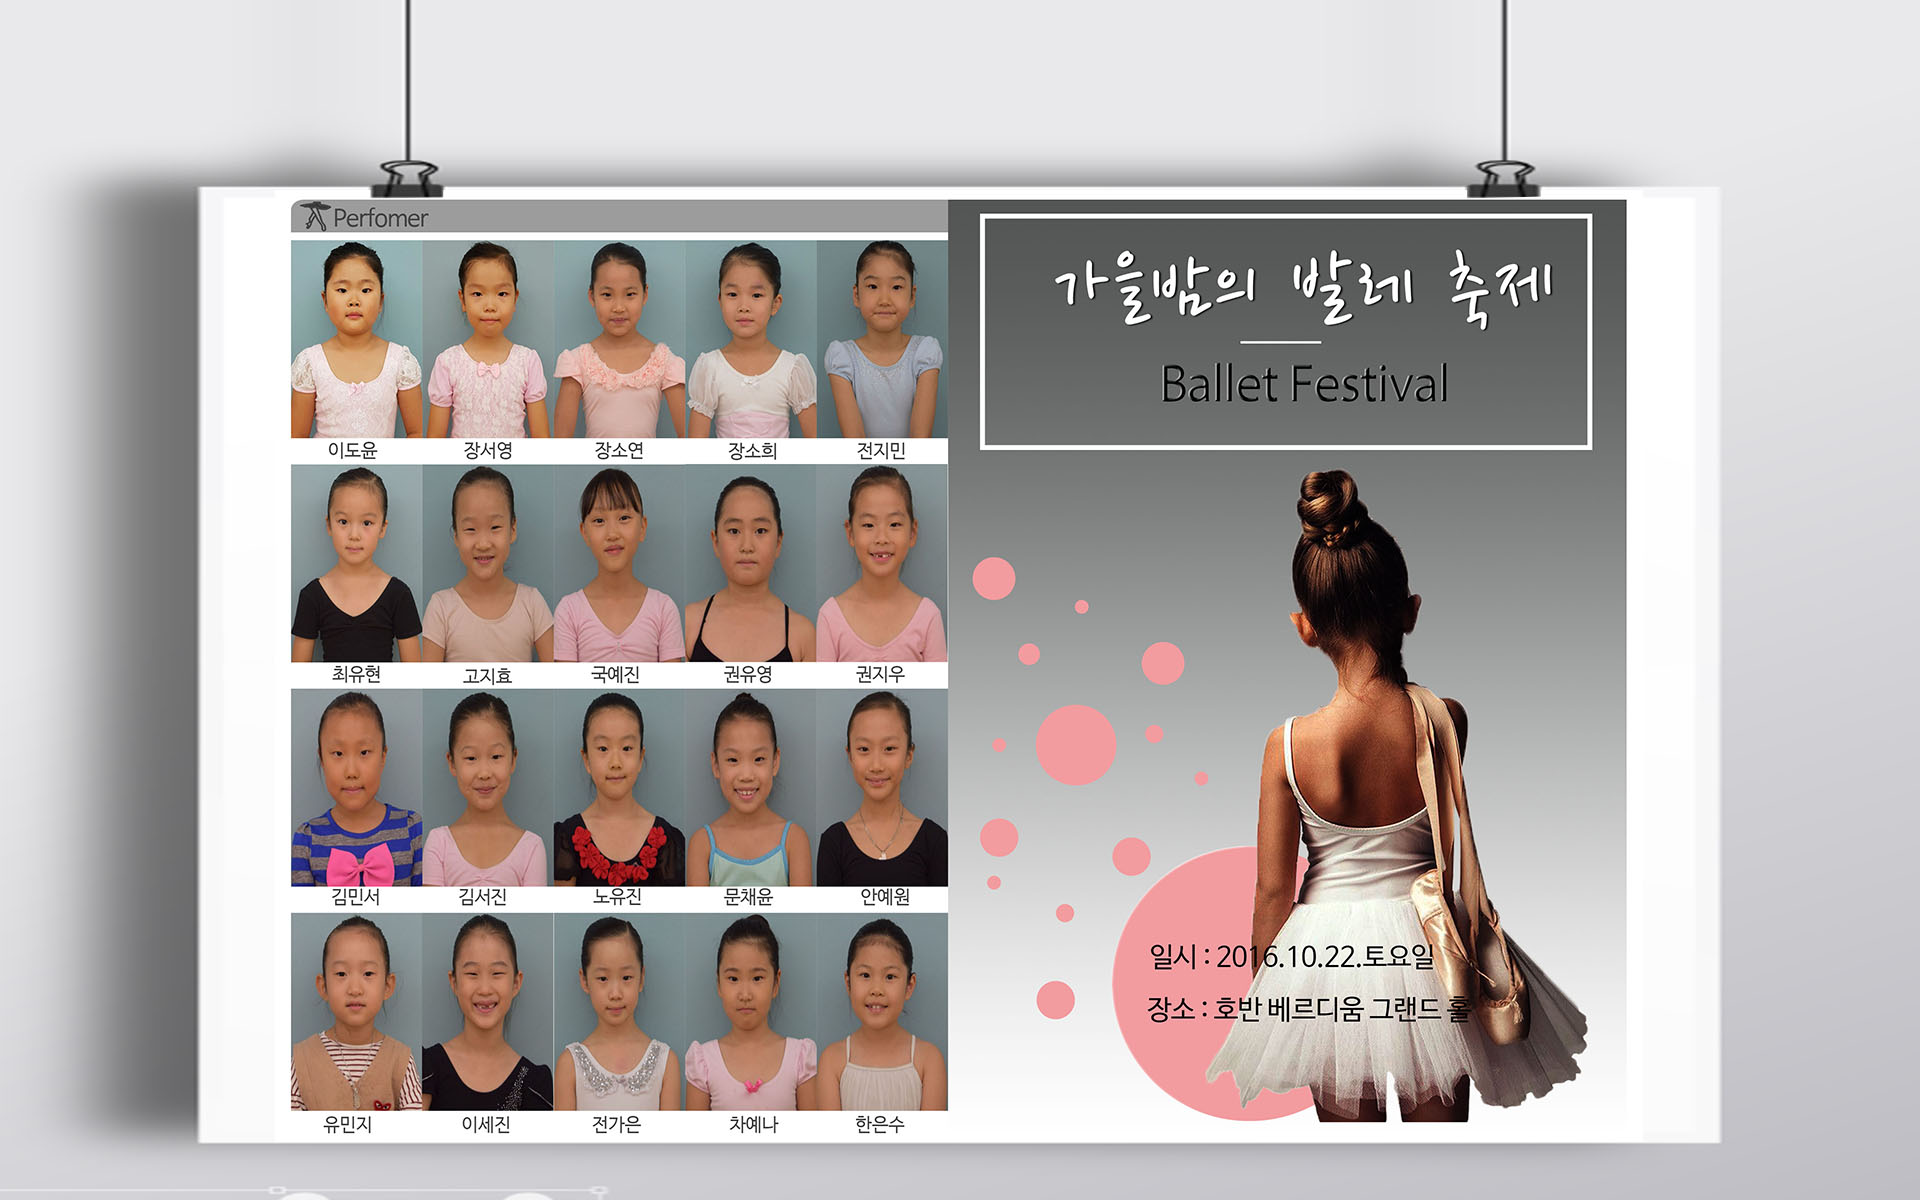 Perfomer
이도윤 장서영 장소연 장소희 전지민
최유현 고지효 국예진 권유영 권지우
김민서 김서진 노유진 문채윤 안예원
유민지 이세진 전가은 차예나 한은수
가을밤의 발레 축제
Ballet Festival
일시 : 2016.10.22.토요일
장소 : 호반 베르디움 그랜드 홀